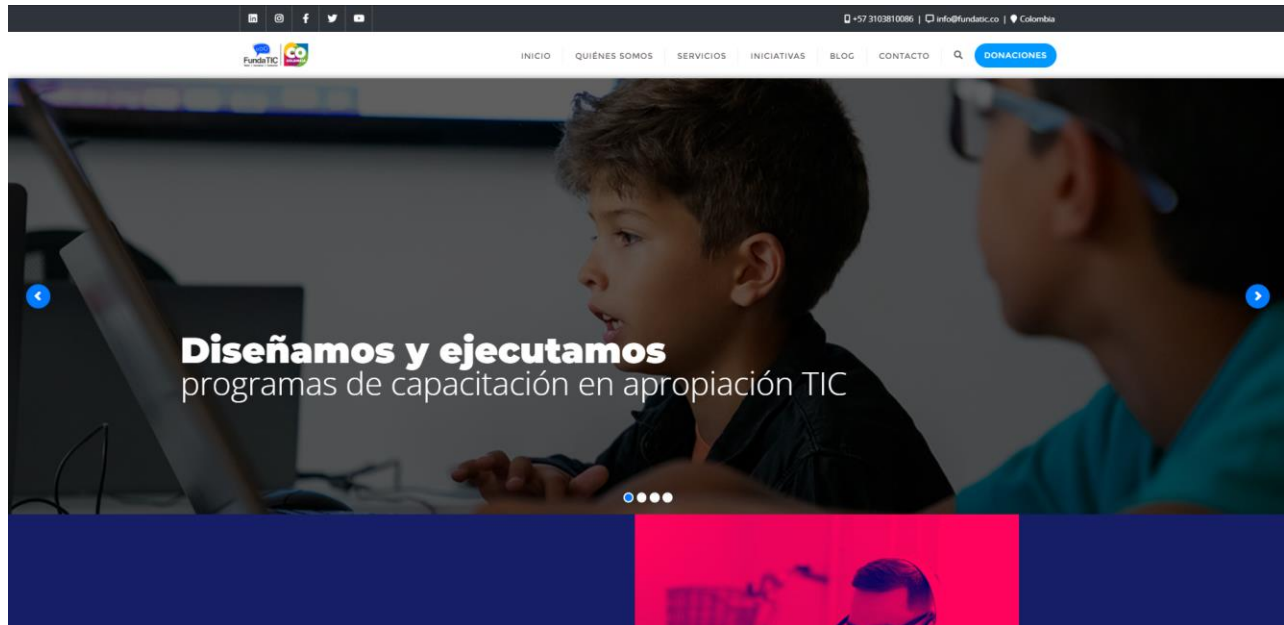 +57 3103810086 | info@fundatic.co | Colombia
FundaTIC CO
INICIO QUIÉNES SOMOS SERVICIOS INICIATIVAS BLOG CONTACTO DONACIONES
Diseñamos y ejecutamos
programas de capacitación en apropiación TIC